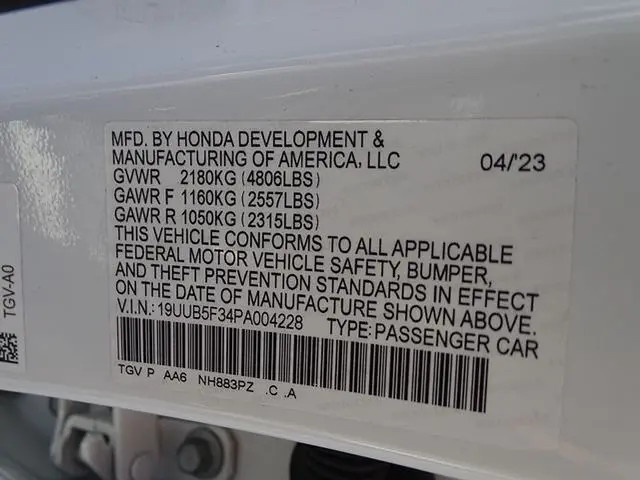 MFD. BY HONDA DEVELOPMENT &
MANUFACTURING OF AMERICA, LLC 04/'23
GVWR 2180KG (4806LBS)
GAWR F 1160KG (2557LBS)
GAWR R 1050KG (2315LBS)
THIS VEHICLE CONFORMS TO ALL APPLICABLE
FEDERAL MOTOR VEHICLE SAFETY, BUMPER,
AND THEFT PREVENTION STANDARDS IN EFFECT
ON THE DATE OF MANUFACTURE SHOWN ABOVE.
V.I.N.: 19UUB5F34PA004228 TYPE: PASSENGER CAR
TGV P AA6 NH883PZ .C .A
TGV-A0